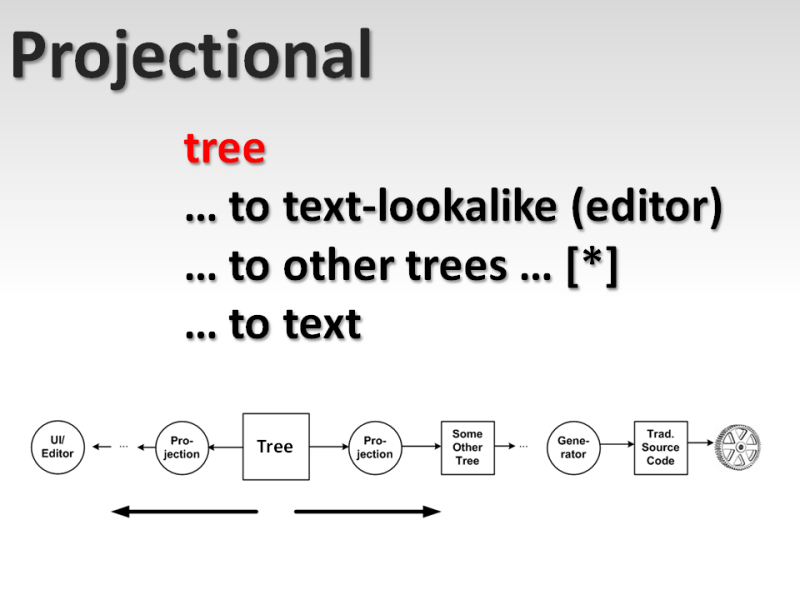 Projectional
tree
... to text-lookalike (editor)
... to other trees ... [*]
... to text
UI/
Editor
...
Pro-
jection
Tree
Pro-
jection
Some
Other
Tree
...
Gene-
rator
Trad.
Source
Code